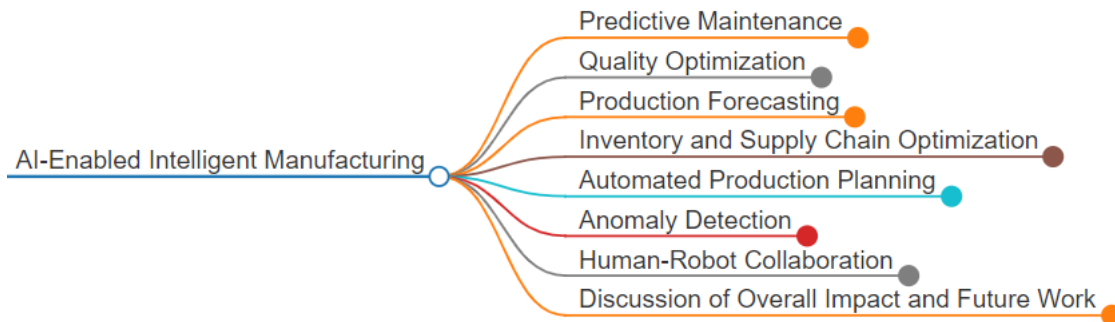 Predictive Maintenance
Quality Optimization
Production Forecasting
Inventory and Supply Chain Optimization
AI-Enabled Intelligent Manufacturing
Automated Production Planning
Anomaly Detection
Human-Robot Collaboration
Discussion of Overall Impact and Future Work